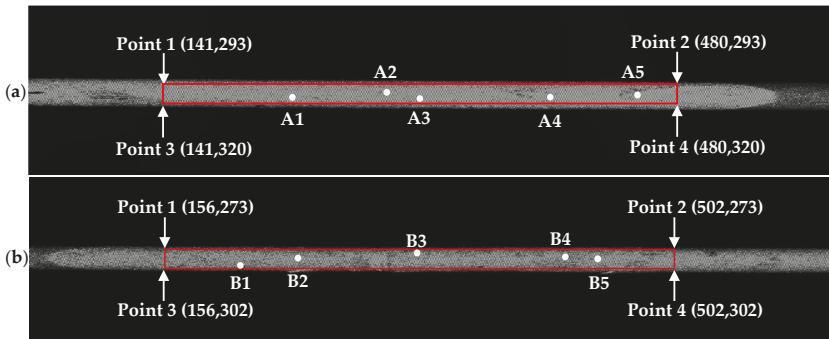 Point 1 (141,293)
Point 2 (480,293)
A2
A5
(a)
A1
A3
A4
Point 3 (141,320)
Point 4 (480,320)
Point 1 (156,273)
Point 2 (502,273)
B3
B4
(b)
B1
B2
B5
Point 3 (156,302)
Point 4 (502,302)